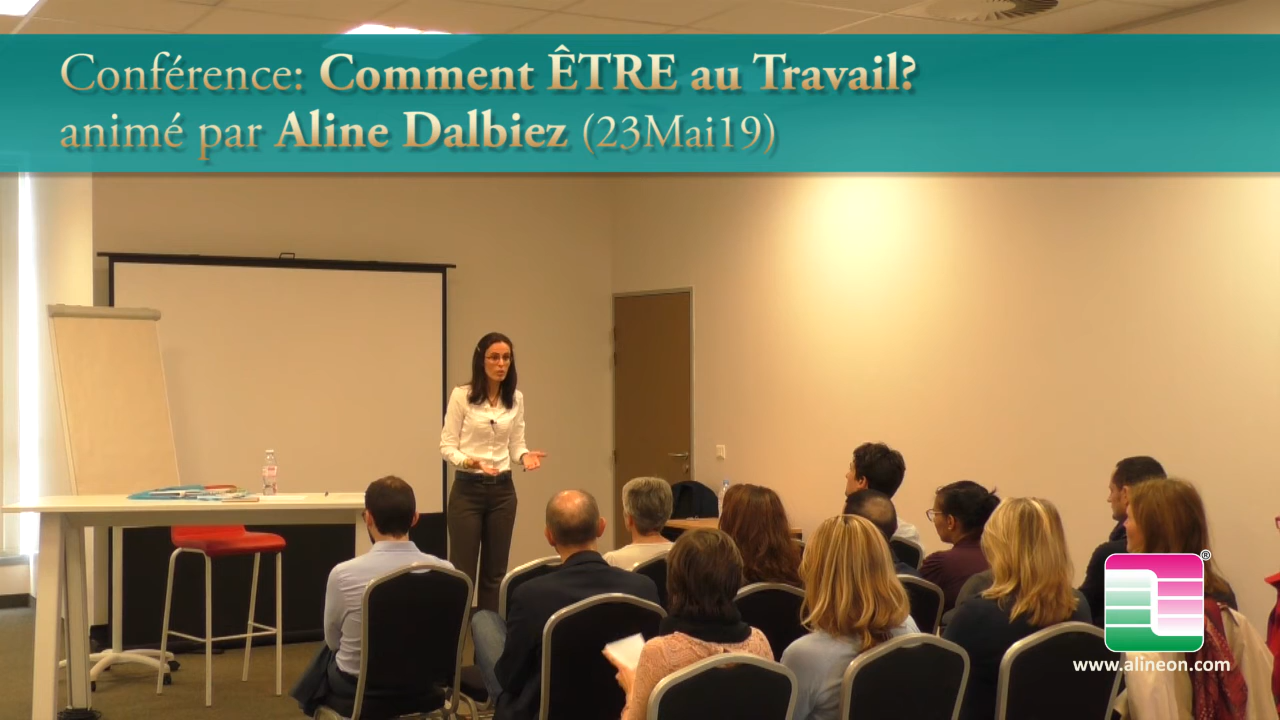 Conférence: Comment ÊTRE au Travail?
animé par Aline Dalbiez (23Mai19)
®
www.alineon.com